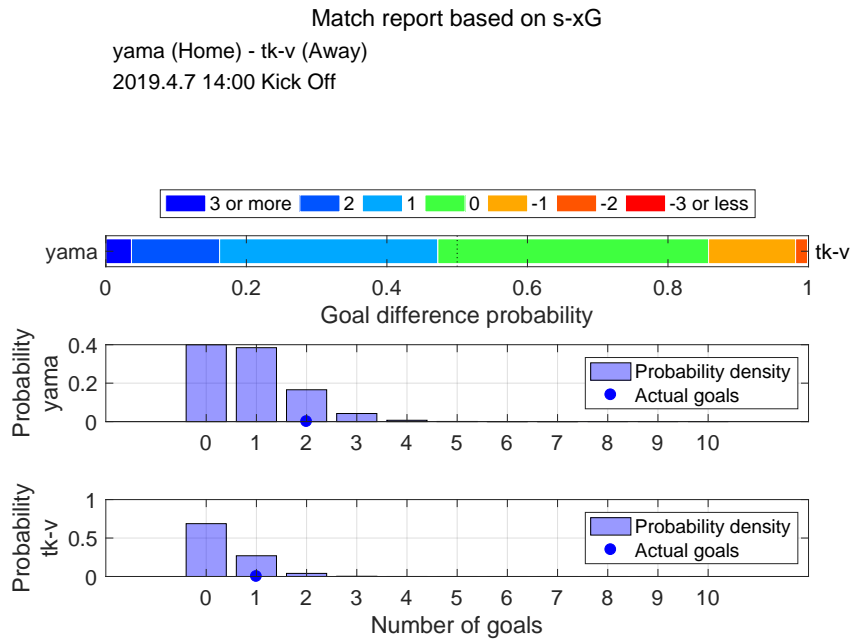 Match report based on s-xG
yama (Home) - tk-v (Away)
2019.4.7 14:00 Kick Off
3 or more 2 1 0 -1 -2 -3 or less
yama tk-v
0 0.2 0.4 0.6 0.8 1
Goal difference probability
Probability
yama
0.4
0.2
0
Probability density
Actual goals
0 1 2 3 4 5 6 7 8 9 10
Probability
tk-v
1
0.5
0
Probability density
Actual goals
0 1 2 3 4 5 6 7 8 9 10
Number of goals